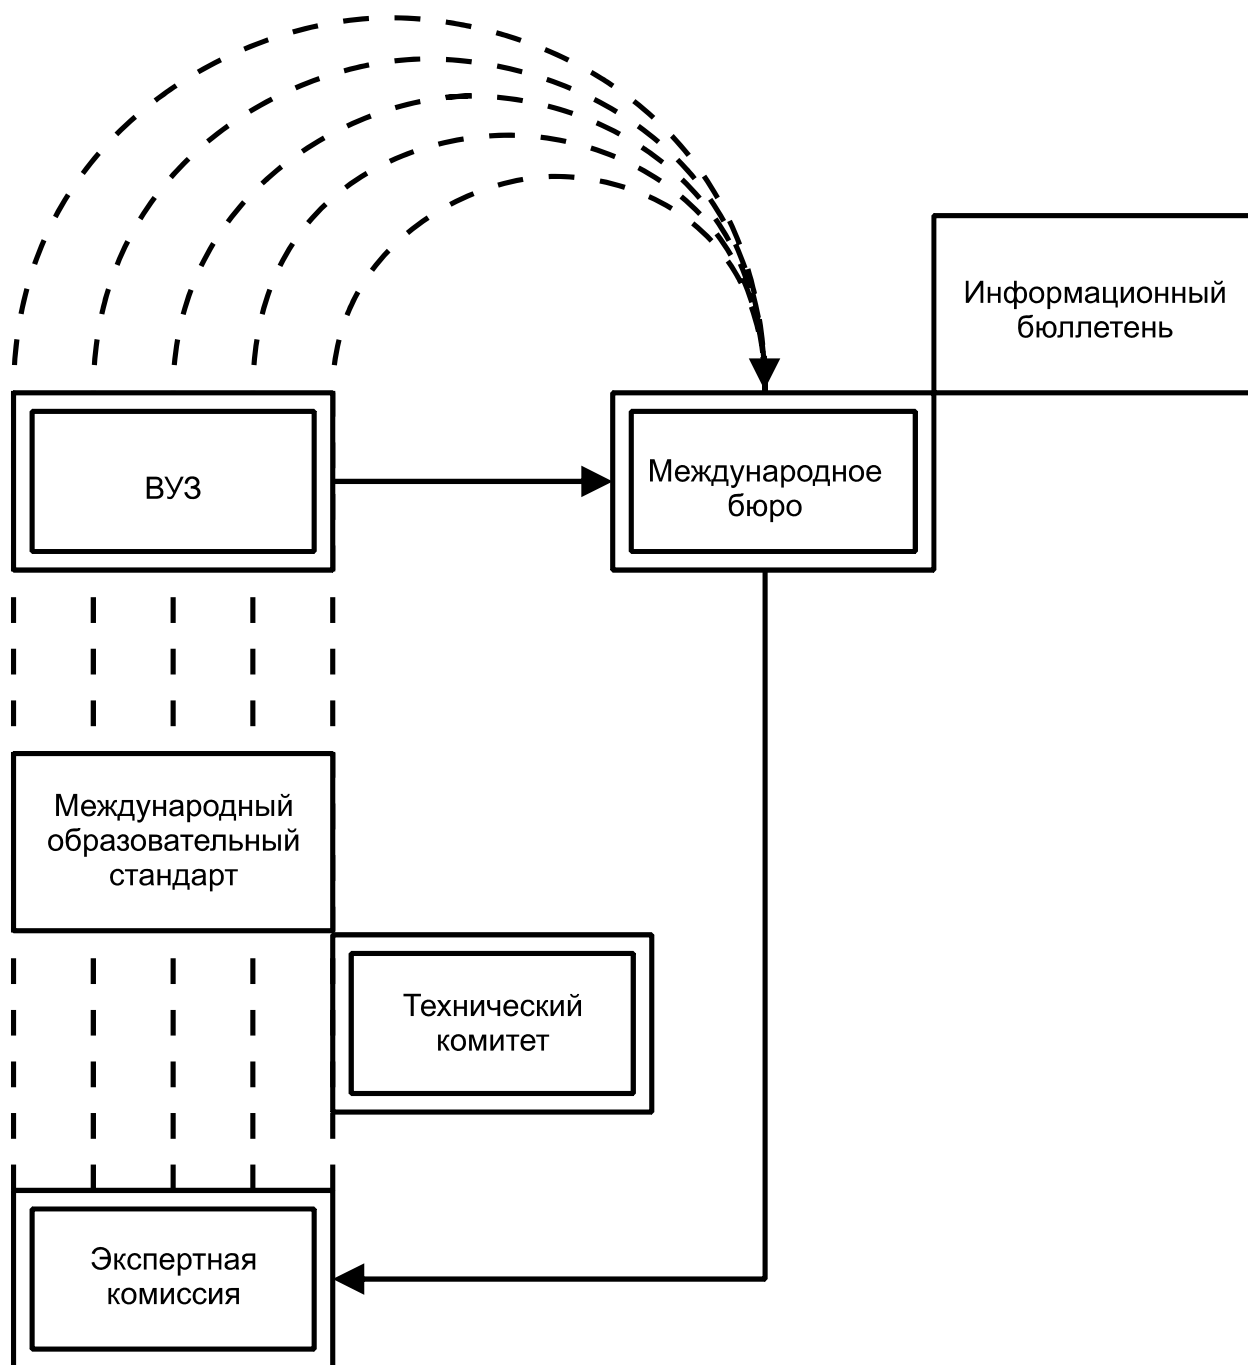 Информационный
бюллетень
ВУЗ
Международное
бюро
Международный
образовательный
стандарт
Технический
комитет
Экспертная
комиссия